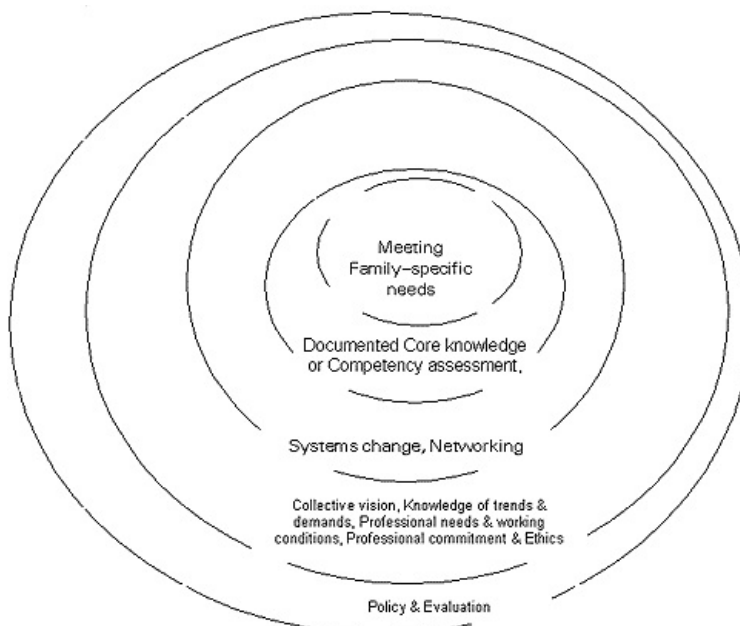 Meeting
Family-specific
needs
Documented Core knowledge
or Competency assessment.
Systems change, Networking
Collective vision, Knowledge of trends &
demands, Professional needs & working
conditions, Professional commitment & Ethics
Policy & Evaluation